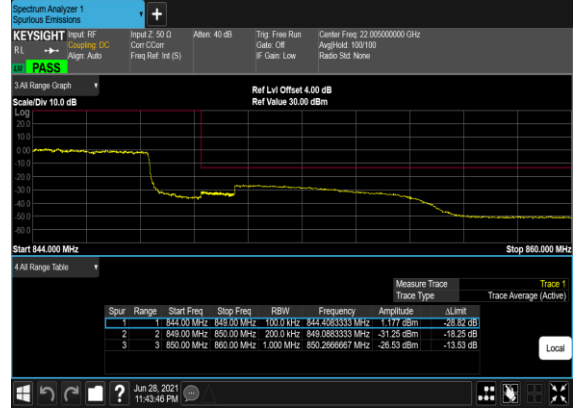 Spectrum Analyzer 1
Spurious Emissions
KEYSIGHT Input: RF Input Z: 50 Ω Atten: 40 dB Trig: Free Run Center Freq: 22.005000000 GHz
RL Coupling: DC Corr CCorr Gate: Off Avg|Hold: 100/100
Align: Auto Freq Ref: Int (S) IF Gain: Low Radio Std: None
PASS
3 All Range Graph
Ref Lvl Offset 4.00 dB
Scale/Div 10.0 dB Ref Value 30.00 dBm
Log
20.0
10.0
0.00
-10.0
-20.0
-30.0
-40.0
-50.0
-60.0
Start 844.000 MHz Stop 860.000 MHz
4 All Range Table
Measure Trace Trace 1
Trace Type Trace Average (Active)
Spur Range Start Freq Stop Freq RBW Frequency Amplitude ΔLimit
1 1 844.00 MHz 849.00 MHz 100.0 kHz 844.4083333 MHz 1.177 dBm -28.82 dB
2 2 849.00 MHz 850.00 MHz 200.0 kHz 849.0883333 MHz -31.25 dBm -18.25 dB
3 3 850.00 MHz 860.00 MHz 1.000 MHz 850.2666667 MHz -26.53 dBm -13.53 dB
Local
Jun 28, 2021
11:43:46 PM